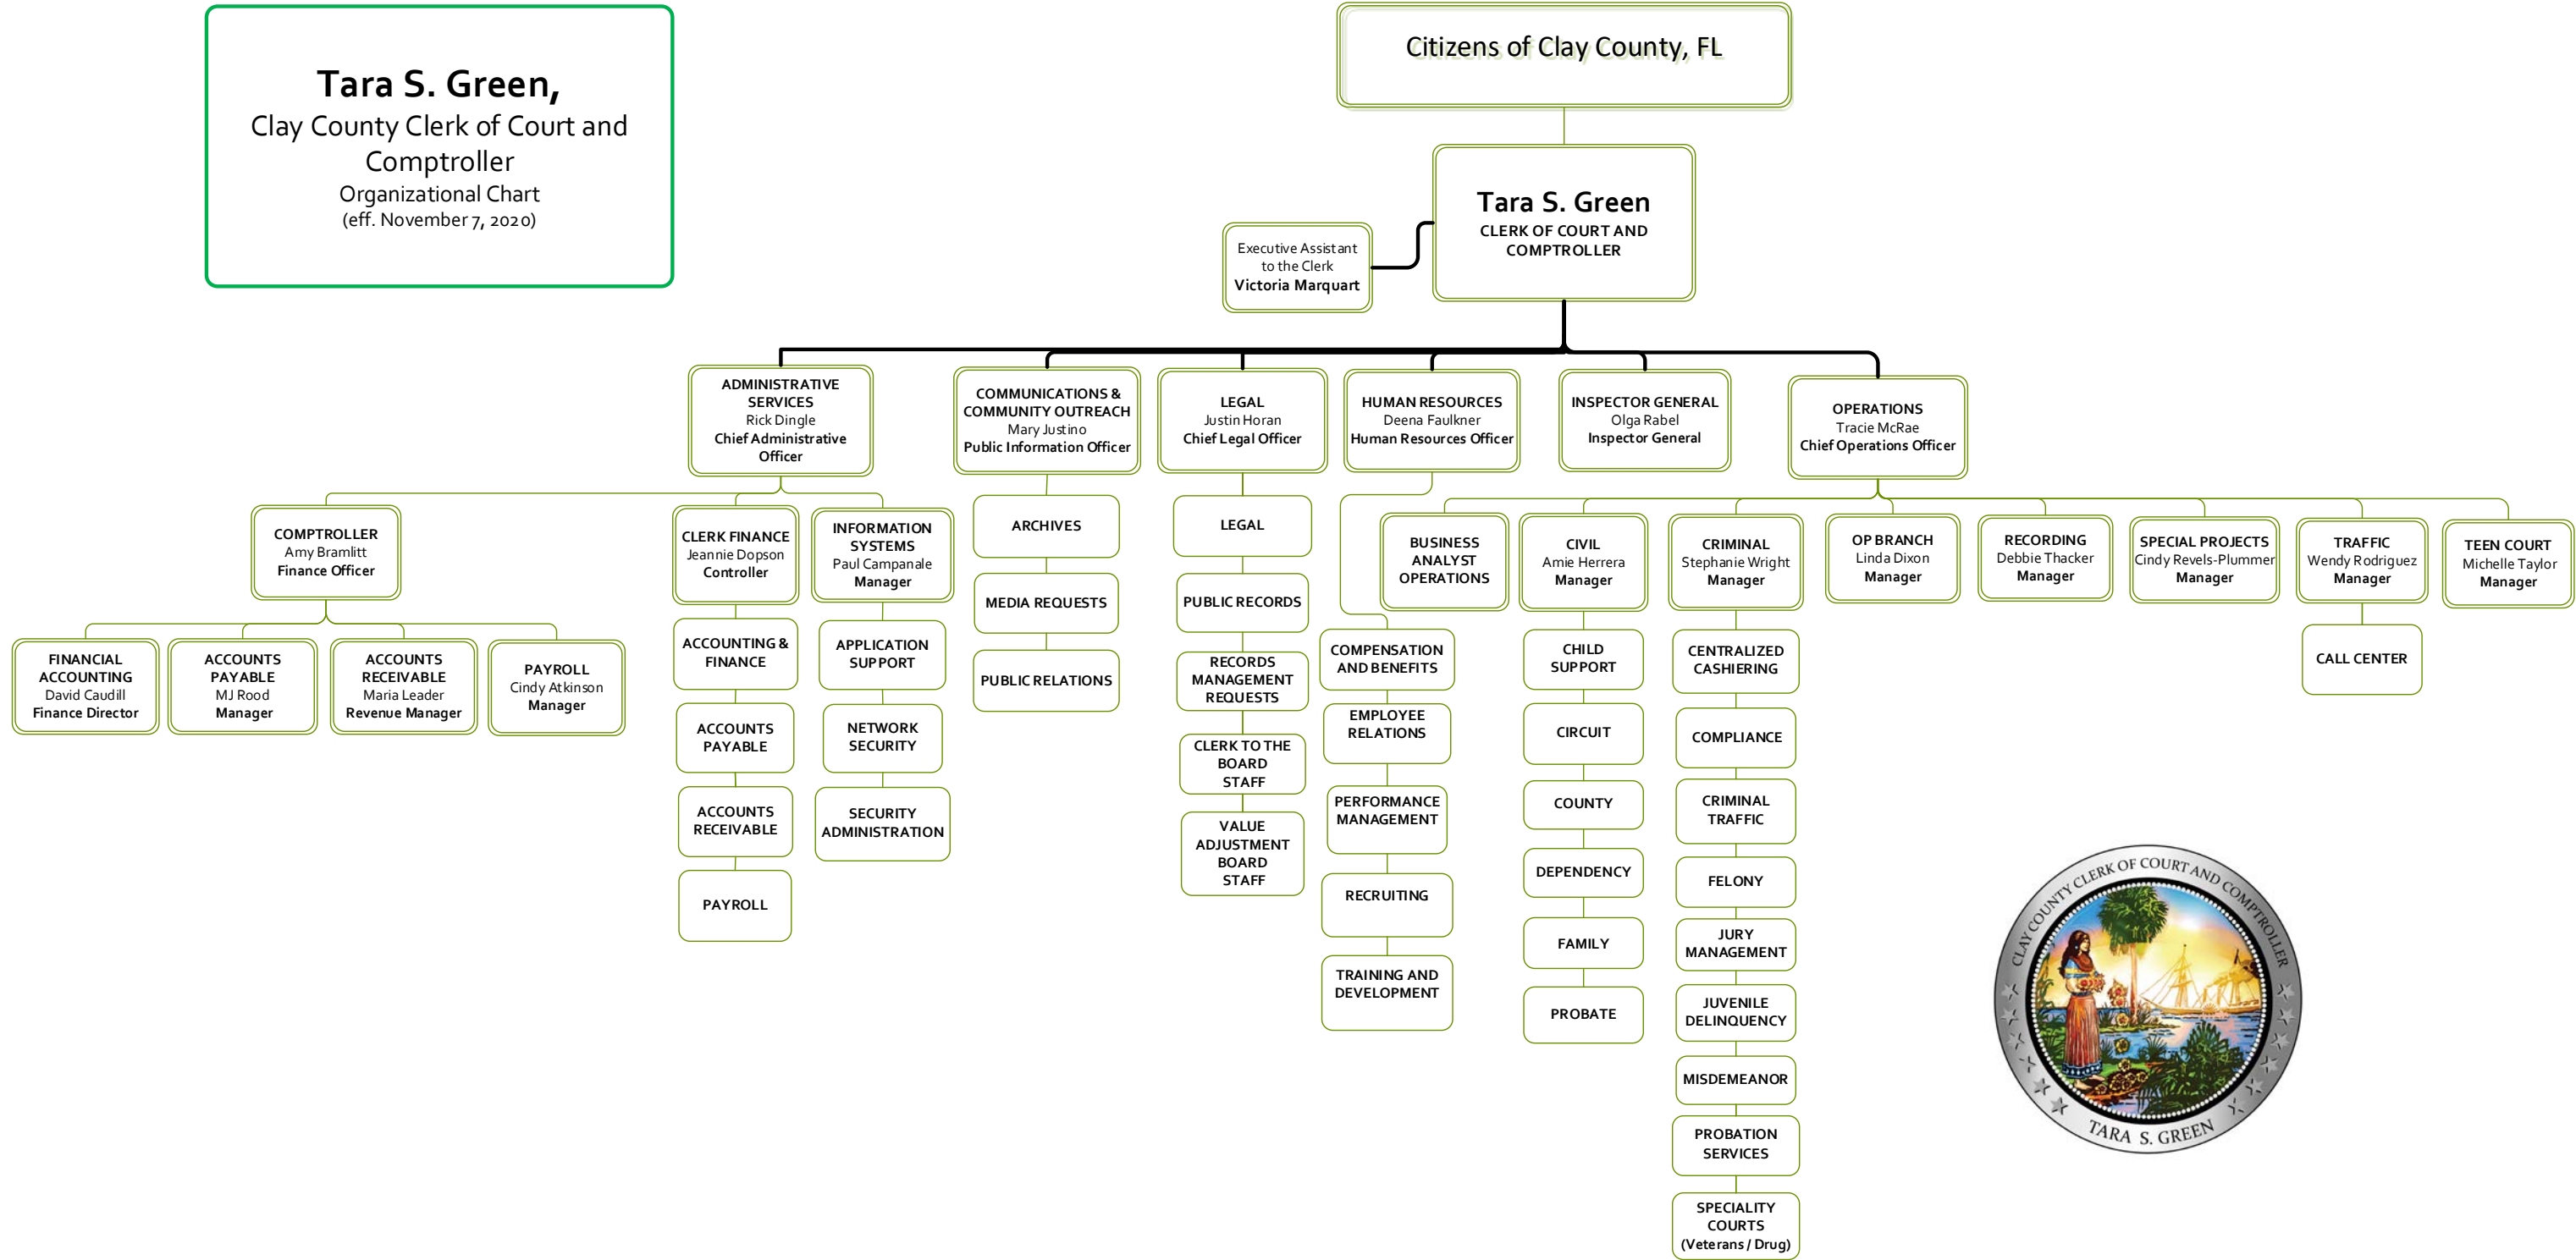 Tara S. Green,
Clay County Clerk of Court and
Comptroller
Organizational Chart
(eff. November 7, 2020)
Citizens of Clay County, FL
Tara S. Green
CLERK OF COURT AND
COMPTROLLER
Executive Assistant
to the Clerk
Victoria Marquart
ADMINISTRATIVE
SERVICES
Rick Dingle
Chief Administrative
Officer
COMMUNICATIONS &
COMMUNITY OUTREACH
Mary Justino
Public Information Officer
LEGAL
Justin Horan
Chief Legal Officer
HUMAN RESOURCES
Deena Faulkner
Human Resources Officer
INSPECTOR GENERAL
Olga Rabel
Inspector General
OPERATIONS
Tracie McRae
Chief Operations Officer
COMPTROLLER
Amy Bramlitt
Finance Officer
CLERK FINANCE
Jeannie Dopson
Controller
INFORMATION
SYSTEMS
Paul Campanale
Manager
FINANCIAL
ACCOUNTING
David Caudill
Finance Director
ACCOUNTS
PAYABLE
MJ Rood
Manager
ACCOUNTS
RECEIVABLE
Maria Leader
Revenue Manager
PAYROLL
Cindy Atkinson
Manager
ACCOUNTING &
FINANCE
ACCOUNTS
PAYABLE
ACCOUNTS
RECEIVABLE
PAYROLL
APPLICATION
SUPPORT
NETWORK
SECURITY
SECURITY
ADMINISTRATION
ARCHIVES
MEDIA REQUESTS
PUBLIC RELATIONS
LEGAL
PUBLIC RECORDS
RECORDS
MANAGEMENT
REQUESTS
CLERK TO THE
BOARD
STAFF
VALUE
ADJUSTMENT
BOARD
STAFF
COMPENSATION
AND BENEFITS
EMPLOYEE
RELATIONS
PERFORMANCE
MANAGEMENT
RECRUITING
TRAINING AND
DEVELOPMENT
BUSINESS
ANALYST
OPERATIONS
CIVIL
Amie Herrera
Manager
CHILD
SUPPORT
CIRCUIT
COUNTY
DEPENDENCY
FAMILY
PROBATE
CRIMINAL
Stephanie Wright
Manager
CENTRALIZED
CASHIERING
COMPLIANCE
CRIMINAL
TRAFFIC
FELONY
JURY
MANAGEMENT
JUVENILE
DELINQUENCY
MISDEMEANOR
PROBATION
SERVICES
SPECIALITY
COURTS
(Veterans / Drug)
OP BRANCH
Linda Dixon
Manager
RECORDING
Debbie Thacker
Manager
SPECIAL PROJECTS
Cindy Revels-Plummer
Manager
TRAFFIC
Wendy Rodriguez
Manager
CALL CENTER
TEEN COURT
Michelle Taylor
Manager
CLAY COUNTY CLERK OF COURT AND COMPTROLLER
TARA S. GREEN